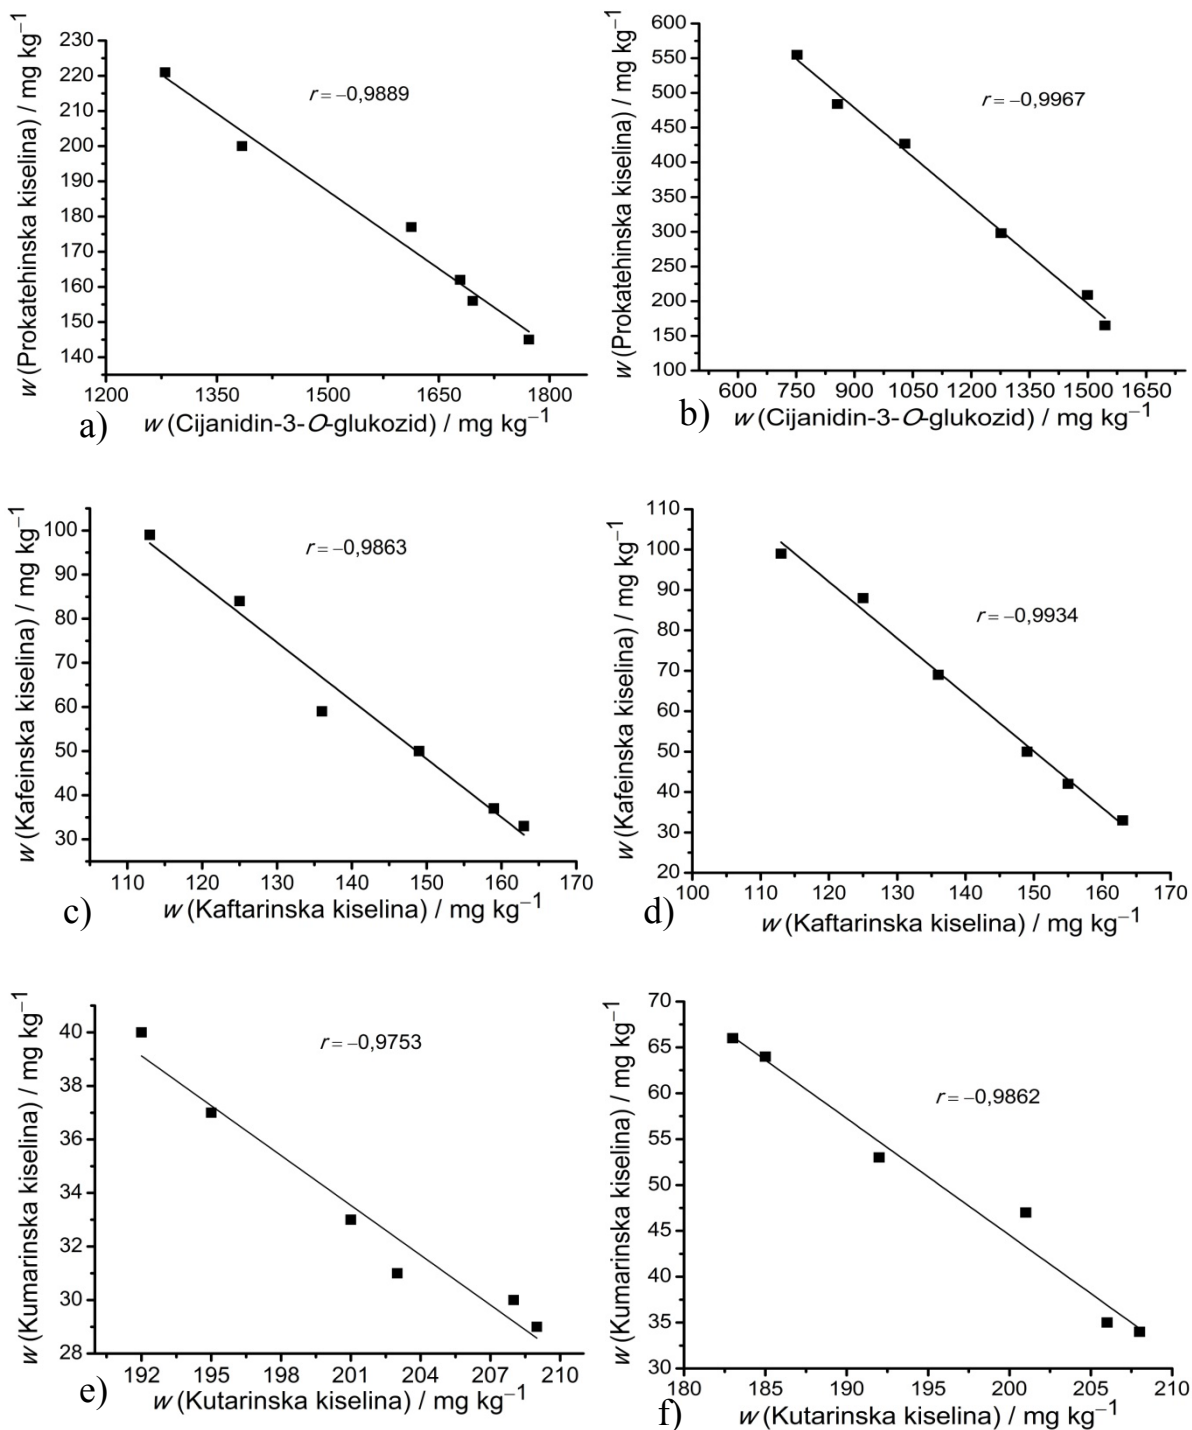 w (Prokatehinska kiselina) / mg kg⁻¹
230
220
210
200
190
180
170
160
150
140
r = −0,9889
1200 1350 1500 1650 1800
a)
w (Cijanidin-3-O-glukozid) / mg kg⁻¹
w (Prokatehinska kiselina) / mg kg⁻¹
600
550
500
450
400
350
300
250
200
150
100
r = −0,9967
600 750 900 1050 1200 1350 1500 1650
b)
w (Cijanidin-3-O-glukozid) / mg kg⁻¹
w (Kafeinska kiselina) / mg kg⁻¹
100
90
80
70
60
50
40
30
r = −0,9863
110 120 130 140 150 160 170
c)
w (Kaftarinska kiselina) / mg kg⁻¹
w (Kafeinska kiselina) / mg kg⁻¹
110
100
90
80
70
60
50
40
30
20
r = −0,9934
100 110 120 130 140 150 160 170
d)
w (Kaftarinska kiselina) / mg kg⁻¹
w (Kumarinska kiselina) / mg kg⁻¹
40
38
36
34
32
30
28
r = −0,9753
192 195 198 201 204 207 210
e)
w (Kutarinska kiselina) / mg kg⁻¹
w (Kumarinska kiselina) / mg kg⁻¹
70
65
60
55
50
45
40
35
30
r = −0,9862
180 185 190 195 200 205 210
f)
w (Kutarinska kiselina) / mg kg⁻¹